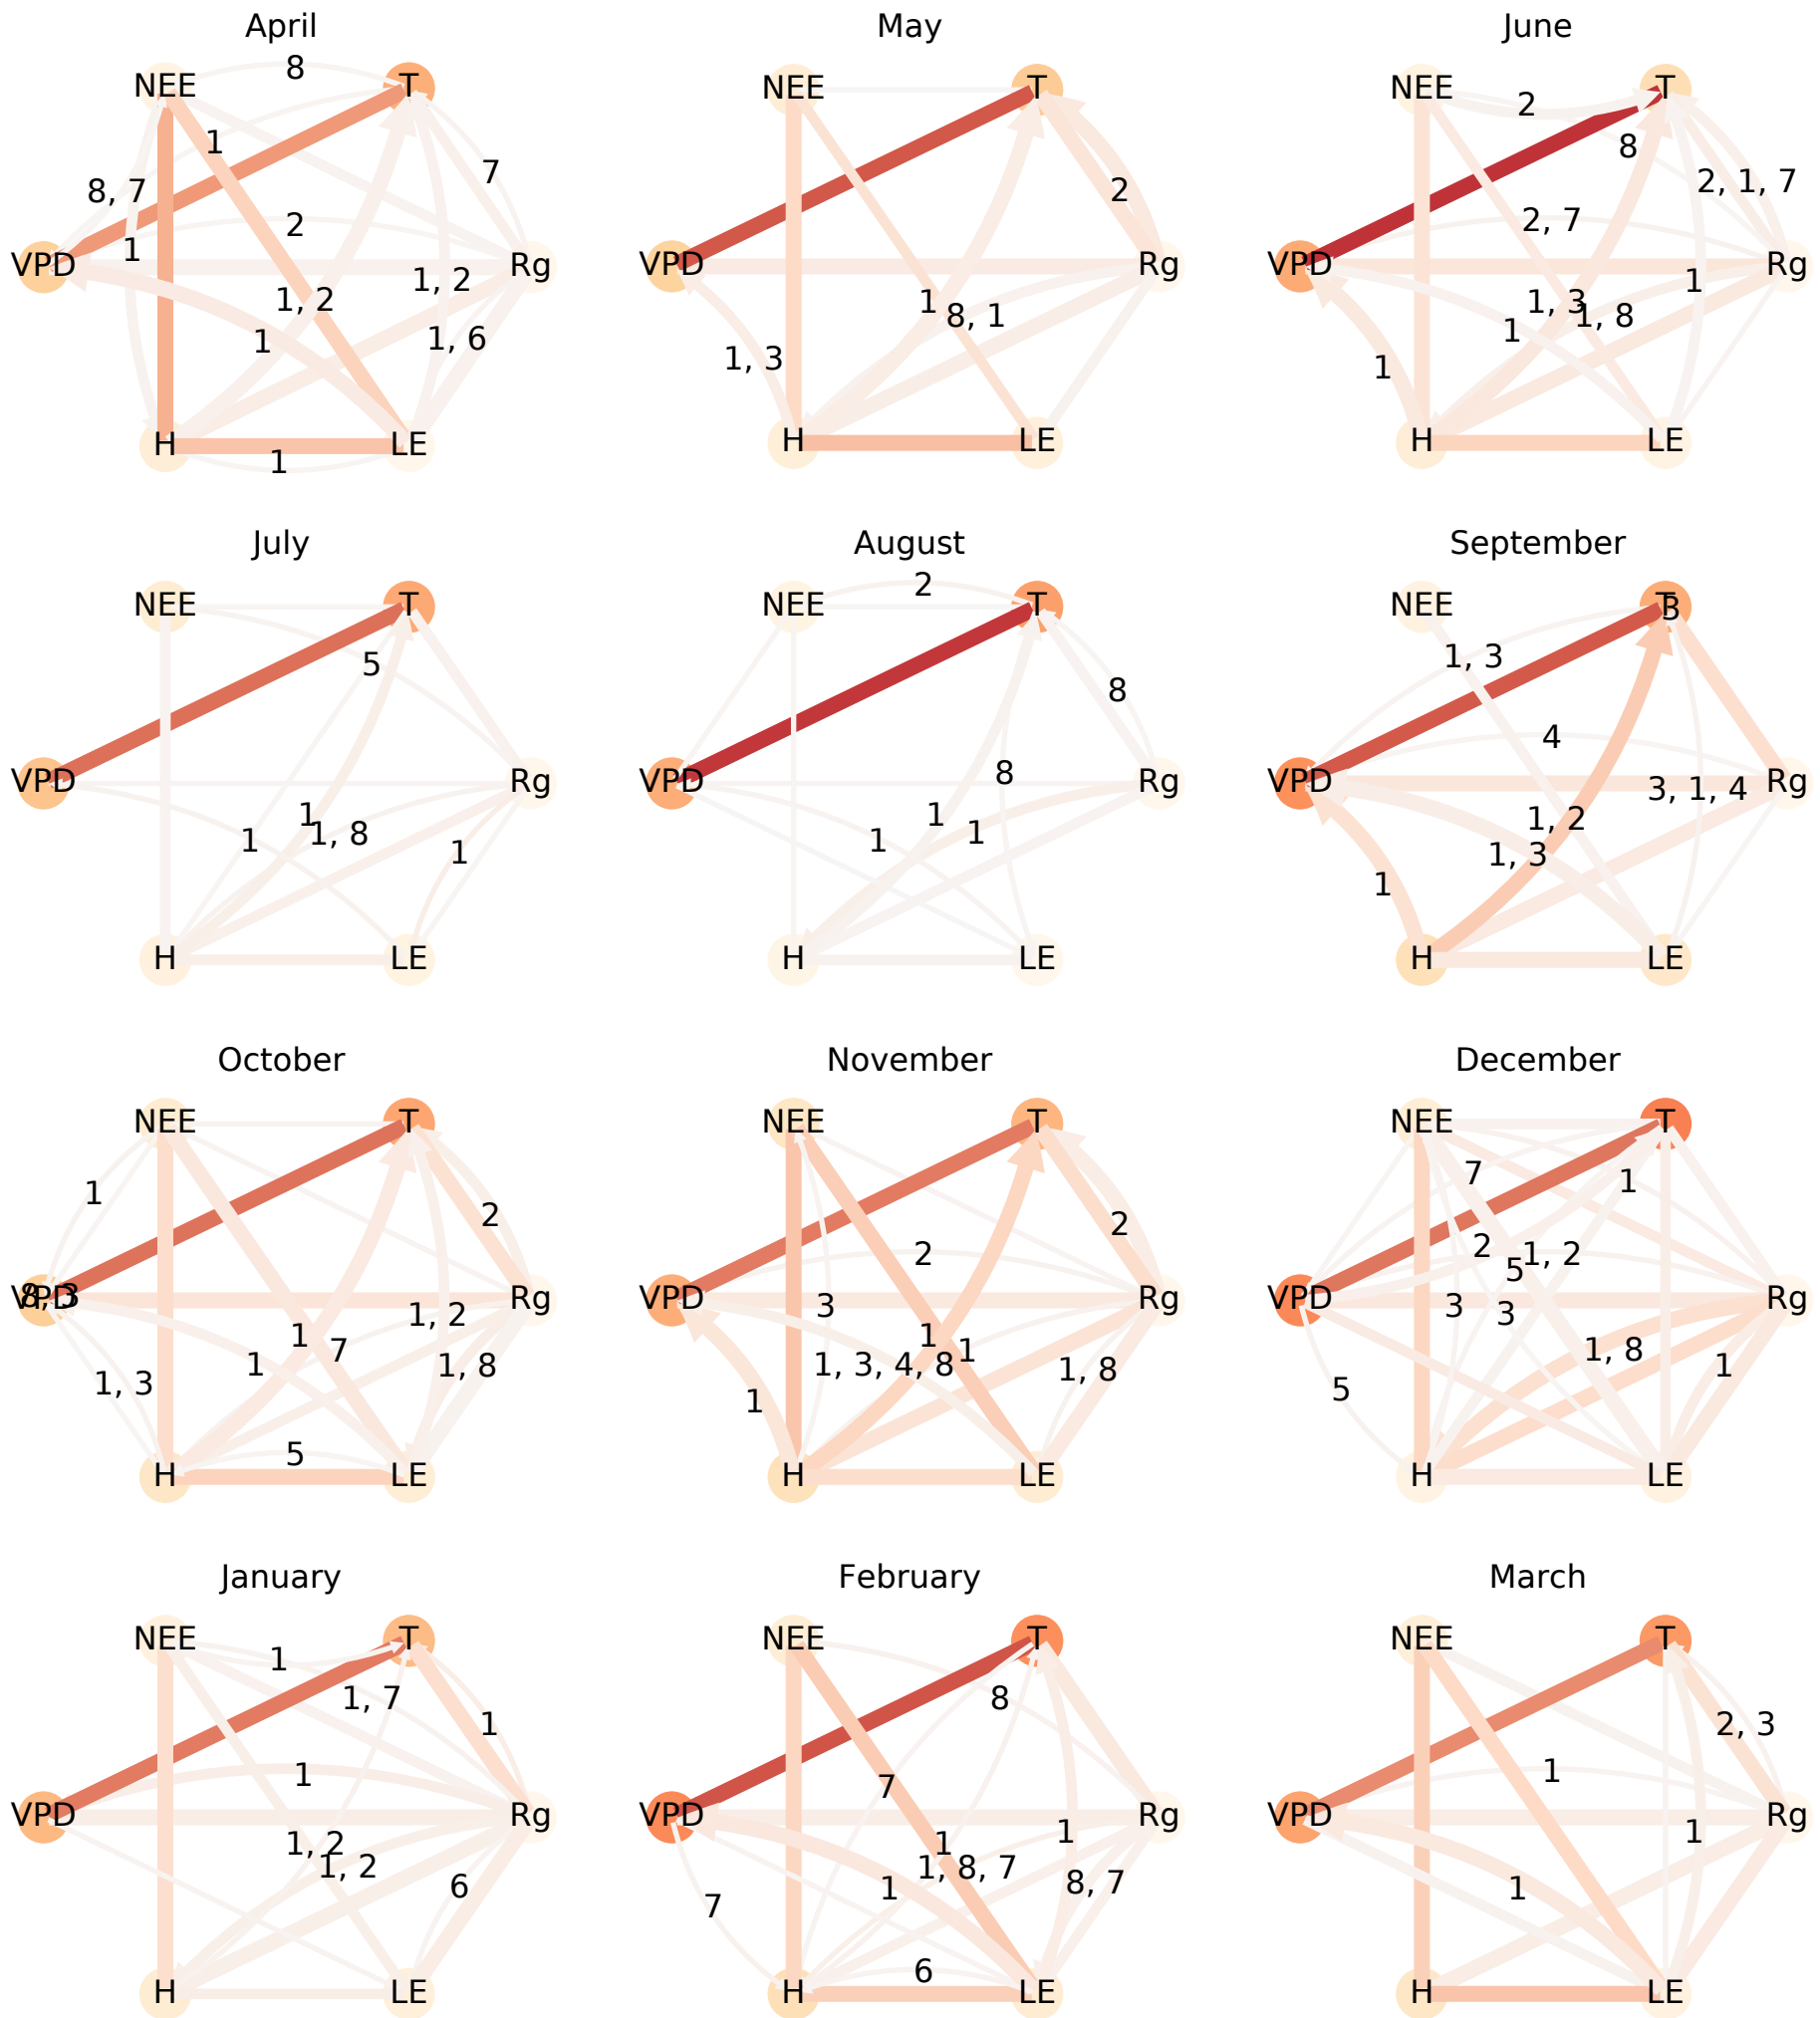 April
May
June
NEE
8
T
NEE
T
NEE
2
T
1
8
8, 7
7
2
2, 1, 7
2
2, 7
VPD
1
Rg
VPD
Rg
VPD
Rg
1, 2
1, 2
1
8, 1
1, 3
1, 8
1
1
1, 6
1, 3
1
1
H
LE
H
LE
H
LE
1
July
August
September
NEE
T
NEE
2
T
NEE
T
3
5
1, 3
8
4
VPD
Rg
VPD
8
Rg
VPD
3, 1, 4
Rg
1
1, 8
1
1
1
1
1
1, 2
1, 3
1
H
LE
H
LE
H
LE
October
November
December
NEE
T
NEE
T
NEE
T
1
2
2
7
1
2
2
1, 2
5
VPD
8, 3
Rg
VPD
Rg
VPD
Rg
1
1, 2
3
3
3
7
1
1
1
1, 8
1, 3, 4, 8
1, 8
1, 8
1
1, 3
1
5
5
H
LE
H
LE
H
LE
January
February
March
NEE
T
NEE
T
NEE
T
1
1, 7
1
8
2, 3
1
7
1
VPD
Rg
VPD
Rg
VPD
Rg
1, 2
1, 2
1
1
1, 8, 7
1
6
7
1
8, 7
1
6
H
LE
H
LE
H
LE